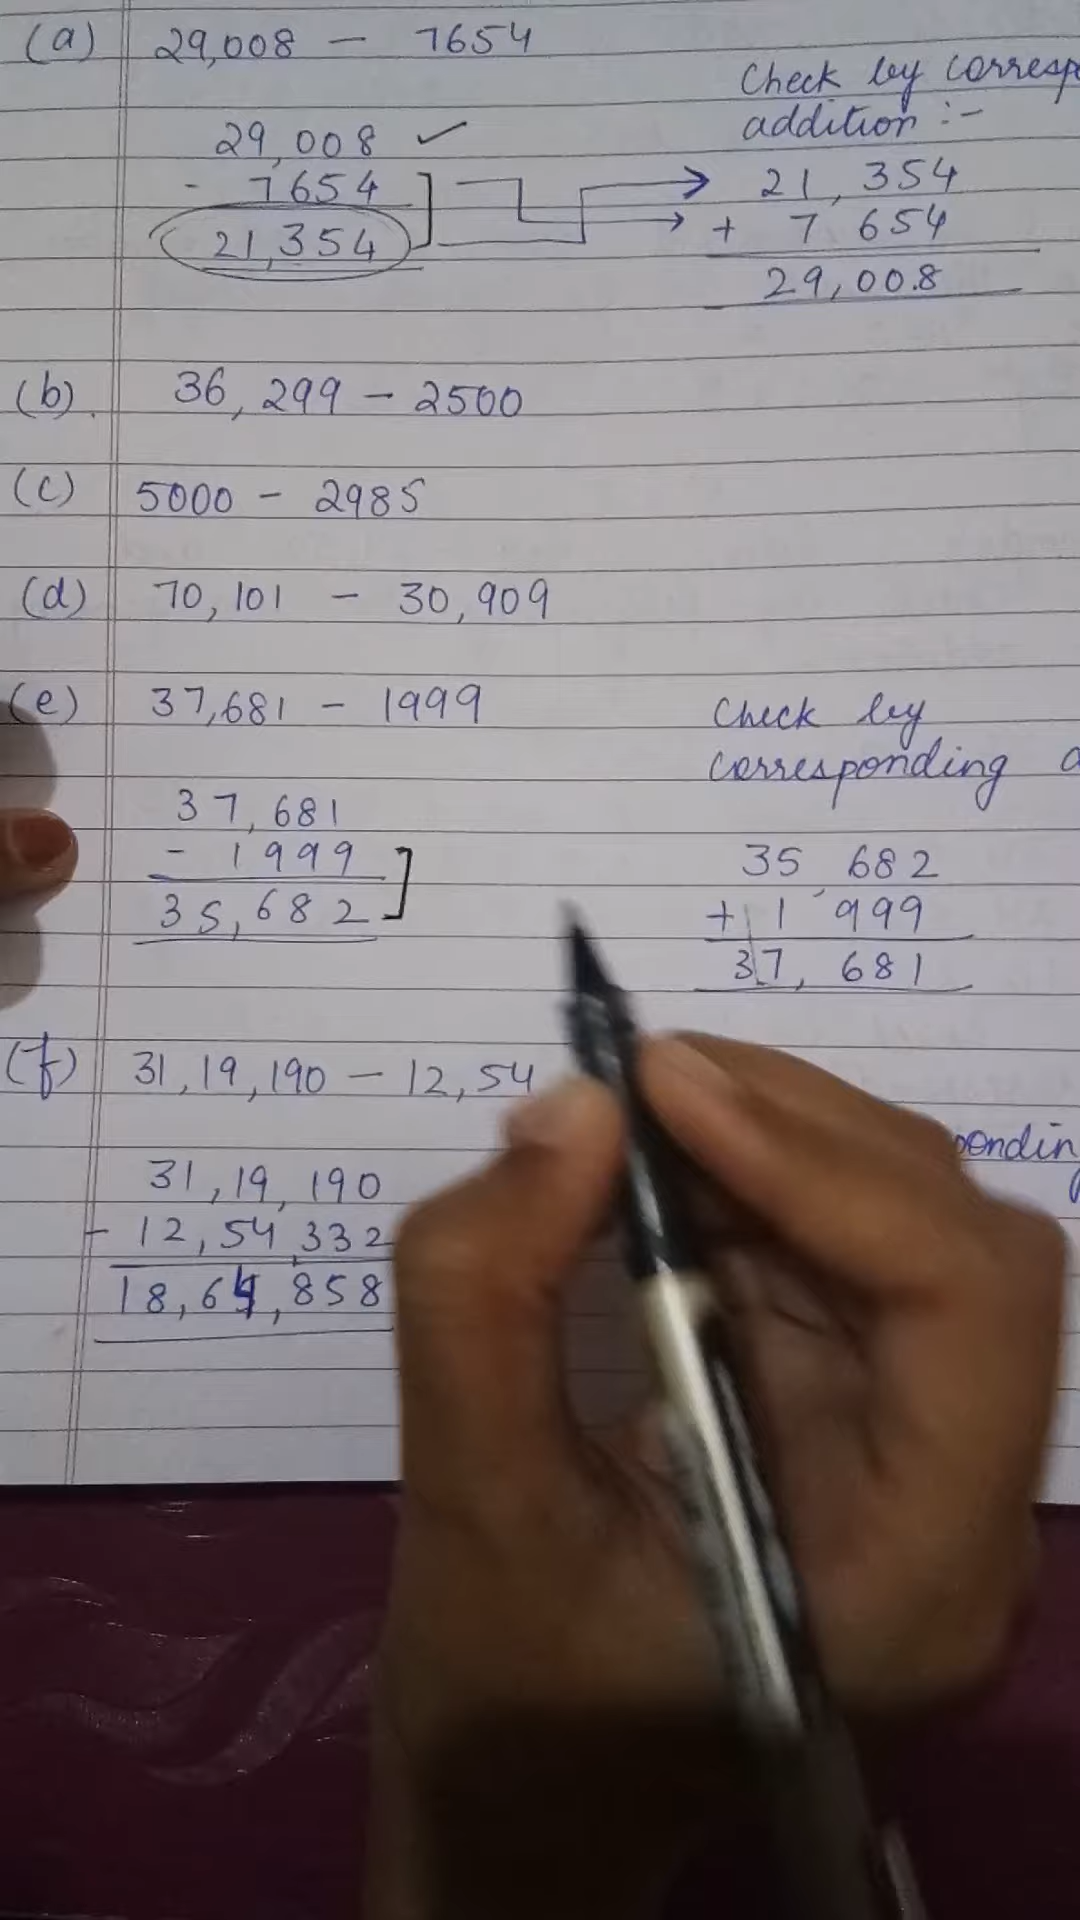 (a) 29,008 - 7654
Check by corresp
addition :-
29,008 ✓
- 7654
21,354
21,354
+ 7 654
29,008
(b). 36,299 - 2500
(c) 5000 - 2985
(d) 70,101 - 30,909
(e) 37,681 - 1999
Check by
corresponding a
37,681
- 1999
35,682
35 682
+ 1,999
37,681
(f) 31,19,190 - 12,54
ponding
31,19,190
- 12,54,332
18,64,858